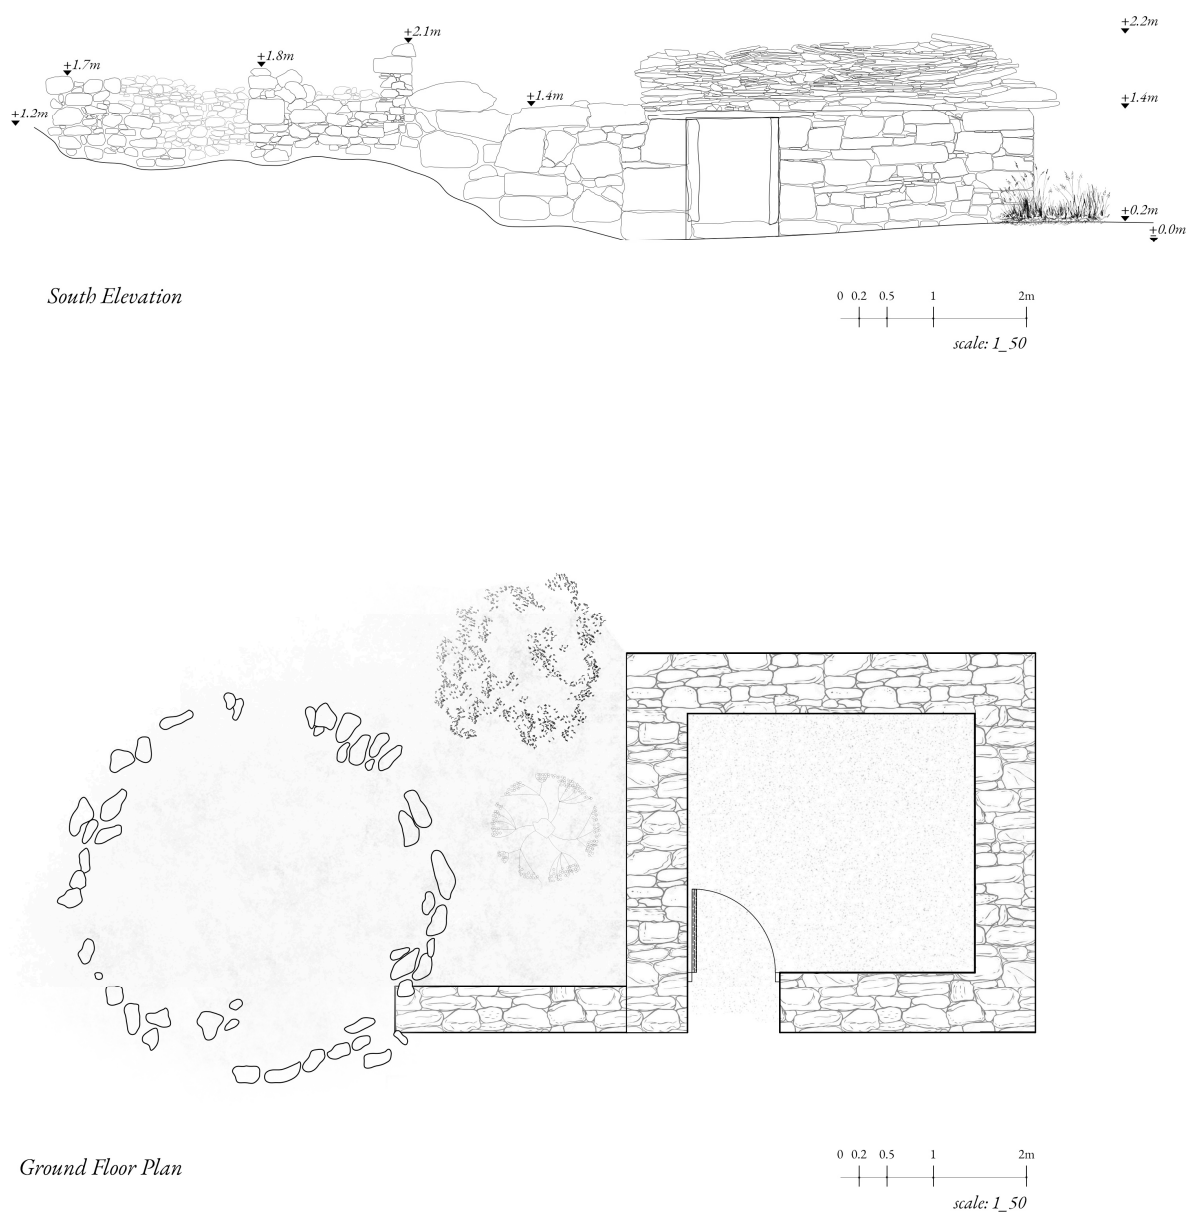 +2.2m
+2.1m
+1.8m
+1.7m
+1.4m
+1.4m
+1.2m
+0.2m
+0.0m
South Elevation
0 0.2 0.5 1 2m
scale: 1_50
Ground Floor Plan
0 0.2 0.5 1 2m
scale: 1_50